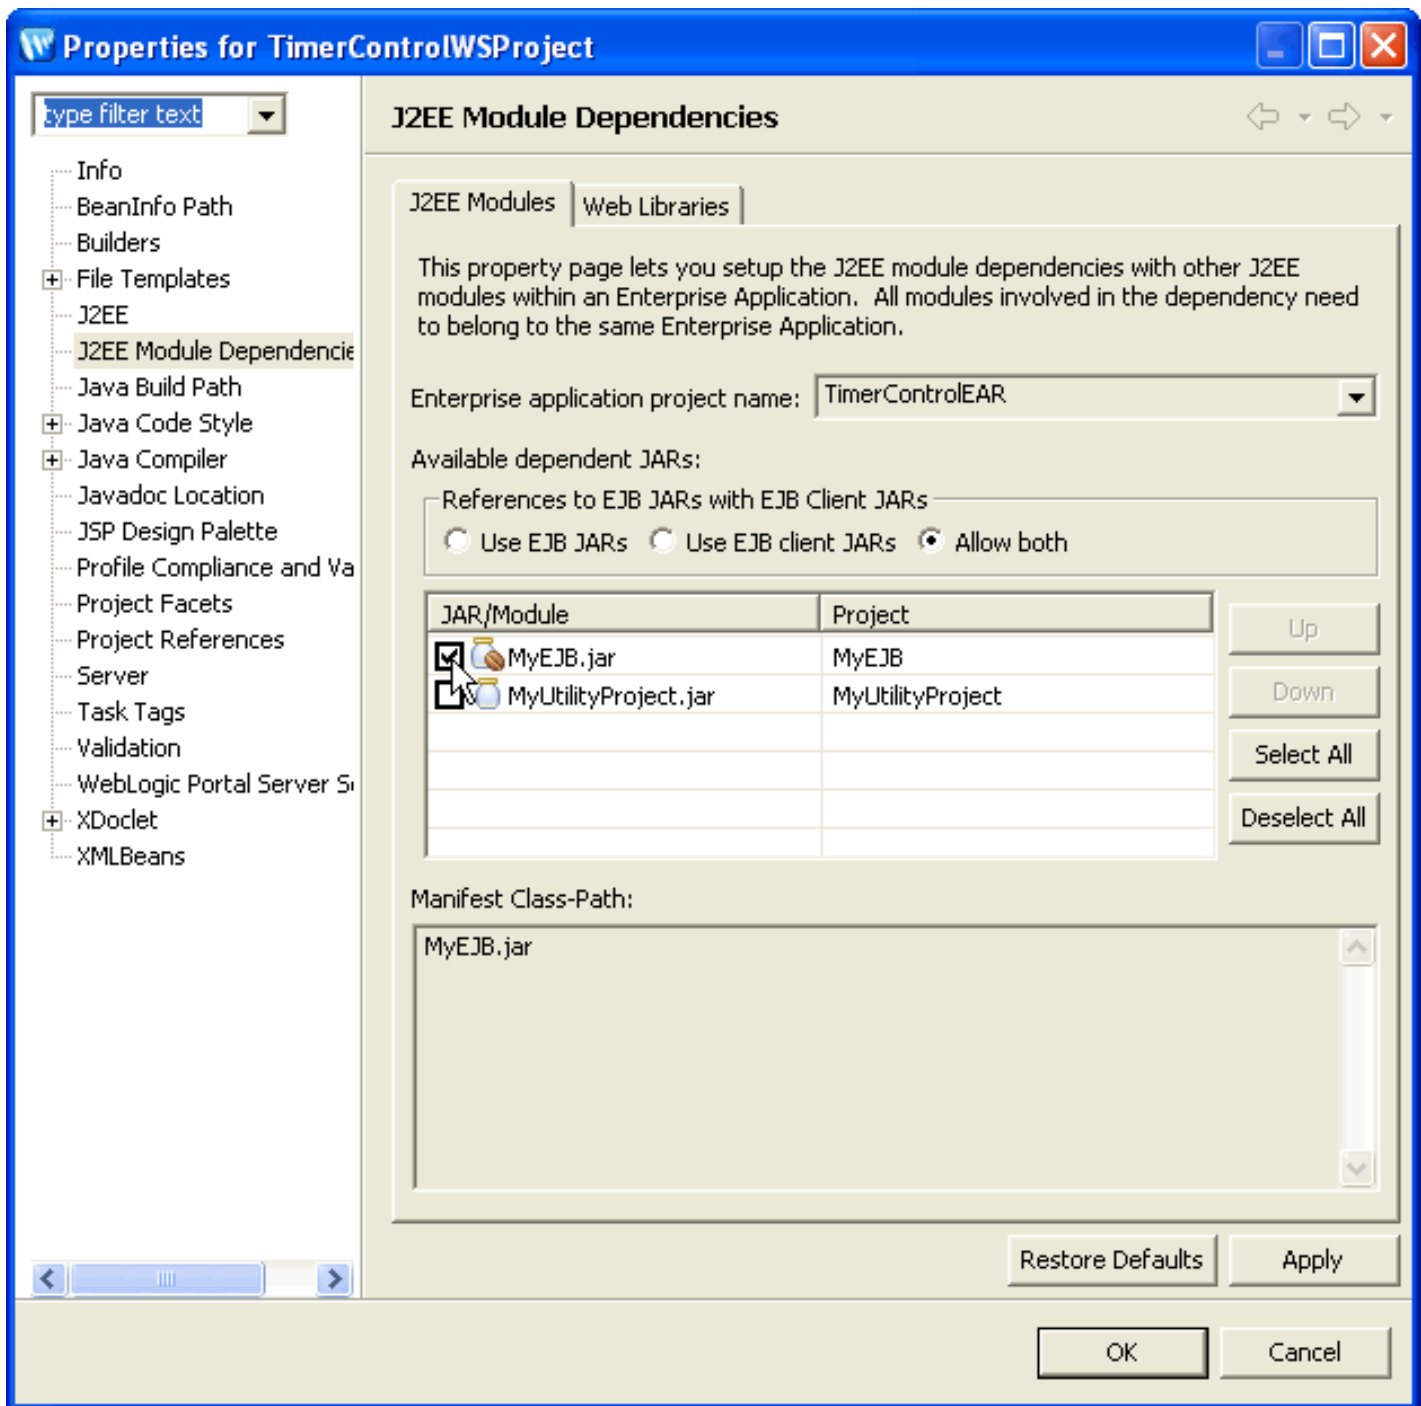 Properties for TimerControlWSProject
type filter text
Info
BeanInfo Path
Builders
File Templates
J2EE
J2EE Module Dependencie
Java Build Path
Java Code Style
Java Compiler
Javadoc Location
JSP Design Palette
Profile Compliance and Va
Project Facets
Project References
Server
Task Tags
Validation
WebLogic Portal Server S
XDoclet
XMLBeans
J2EE Module Dependencies
J2EE Modules
Web Libraries
This property page lets you setup the J2EE module dependencies with other J2EE
modules within an Enterprise Application.  All modules involved in the dependency need
to belong to the same Enterprise Application.
Enterprise application project name: TimerControlEAR
Available dependent JARs:
References to EJB JARs with EJB Client JARs
Use EJB JARs Use EJB client JARs Allow both
JAR/Module Project
MyEJB.jar MyEJB
MyUtilityProject.jar MyUtilityProject
Up
Down
Select All
Deselect All
Manifest Class-Path:
MyEJB.jar
Restore Defaults Apply
OK Cancel